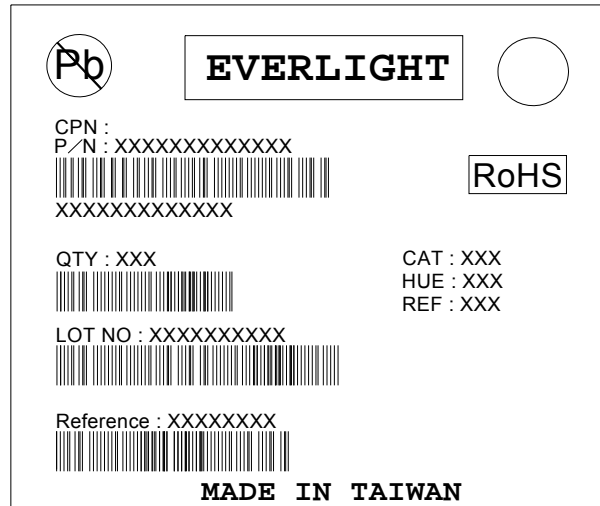 Pb
EVERLIGHT
CPN :
P/N : XXXXXXXXXXXXX
RoHS
XXXXXXXXXXXXX
QTY : XXX
CAT : XXX
HUE : XXX
REF : XXX
LOT NO : XXXXXXXXXX
Reference : XXXXXXXX
MADE IN TAIWAN